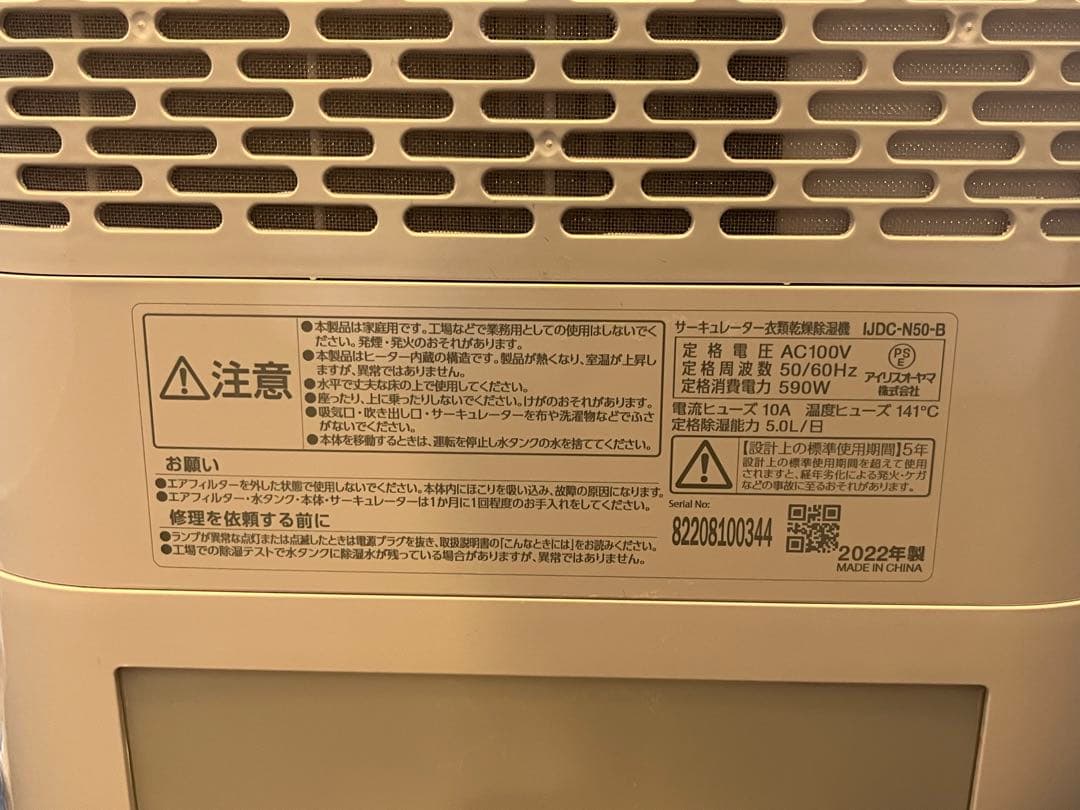 注意
●本製品は家庭用です。工場などで業務用としての使用はしないでく
ださい。発煙・発火のおそれがあります。
●本製品はヒーター内蔵の構造です。製品が熱くなり、室温が上昇し
ますが、異常ではありません。
●水平で丈夫な床の上で使用してください。
●座ったり、上に乗ったりしないでください。けがのおそれがあります。
●吸気口・吹き出し口・サーキュレーターを布や洗濯物などでふさ
がないでください。
●本体を移動するときは、運転を停止し水タンクの水を捨ててください。
お願い
●エアフィルターを外した状態で使用しないでください。本体内にほこりを吸い込み、故障の原因になります。
●エアフィルター・水タンク・本体・サーキュレーターは1か月に1回程度のお手入れをしてください。
修理を依頼する前に
●ランプが異常な点灯または点滅したときは電源プラグを抜き、取扱説明書の「こんなときには」をお読みください。
●工場での除湿テストで水タンクに除湿水が残っている場合がありますが、異常ではありません。
サーキュレーター衣類乾燥除湿機 IJDC-N50-B
定格電圧 AC100V
定格周波数 50/60Hz
定格消費電力 590W
PS
E
アイリスオーヤマ
株式会社
電流ヒューズ 10A 温度ヒューズ 141℃
定格除湿能力 5.0L/日
【設計上の標準使用期間】5年
設計上の標準使用期間を超えて使用
されますと、経年劣化による発火・ケガ
などの事故に至るおそれがあります。
Serial No:
82208100344
2022年製
MADE IN CHINA